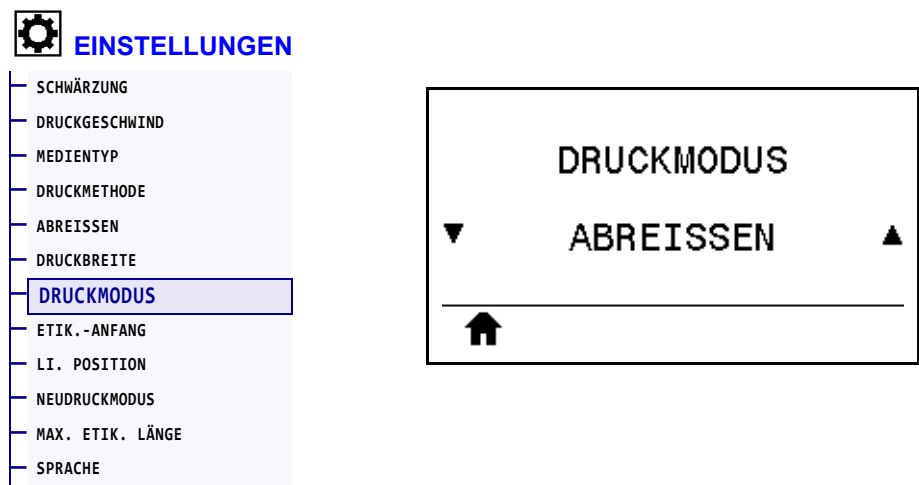 EINSTELLUNGEN
SCHWÄRZUNG
DRUCKGESCHWIND
MEDIENTYP
DRUCKMETHODE
ABREISSEN
DRUCKBREITE
DRUCKMODUS
ETIK.-ANFANG
LI. POSITION
NEUDRUCKMODUS
MAX. ETIK. LÄNGE
SPRACHE
DRUCKMODUS
ABREISSEN